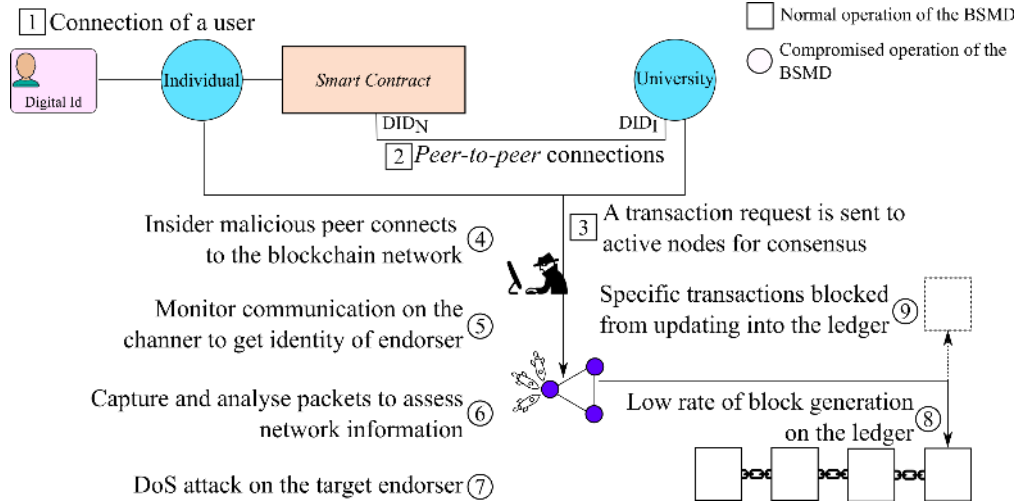 1 Connection of a user
Normal operation of the BSMD
Compromised operation of the
BSMD
Digital Id
Individual
Smart Contract
University
DIDN
DIDI
2 Peer-to-peer connections
Insider malicious peer connects
to the blockchain network
4
3
A transaction request is sent to
active nodes for consensus
Monitor communication on the
channer to get identity of endorser
5
Specific transactions blocked
from updating into the ledger
9
Capture and analyse packets to assess
network information
6
Low rate of block generation
on the ledger
8
DoS attack on the target endorser 7